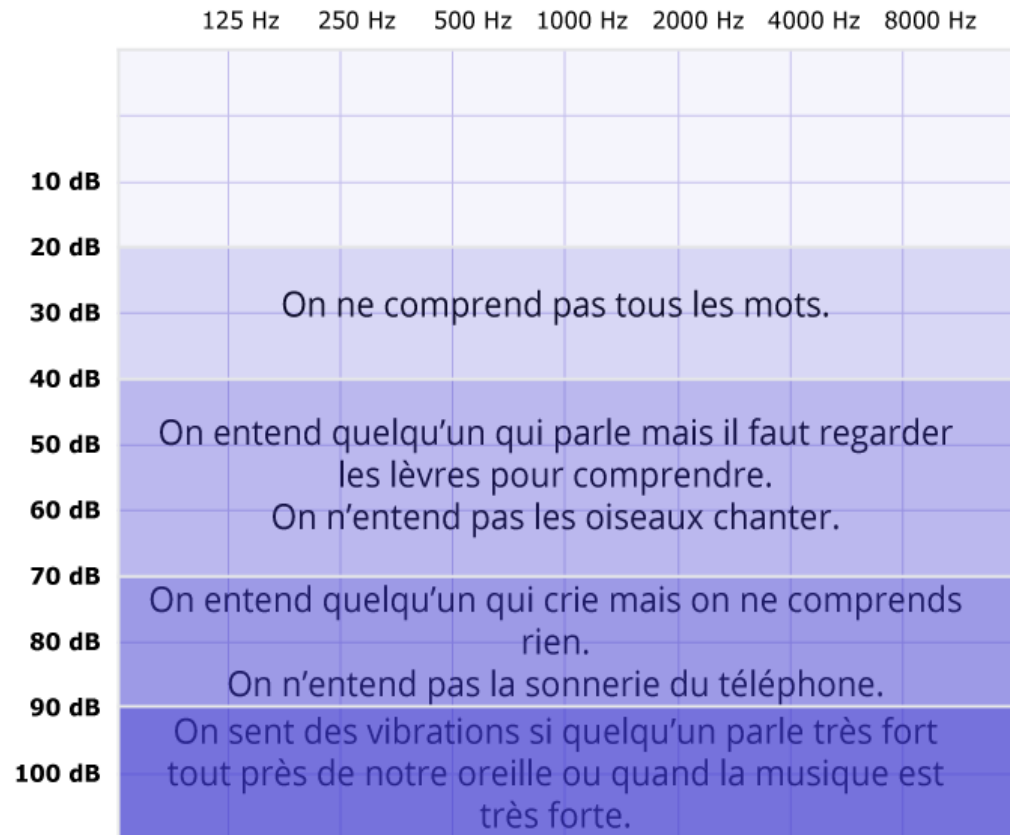 125 Hz 250 Hz 500 Hz 1000 Hz 2000 Hz 4000 Hz 8000 Hz
10 dB
20 dB
On ne comprend pas tous les mots.
30 dB
40 dB
On entend quelqu’un qui parle mais il faut regarder
50 dB
les lèvres pour comprendre.
60 dB
On n’entend pas les oiseaux chanter.
70 dB
On entend quelqu’un qui crie mais on ne comprends
80 dB
rien.
On n’entend pas la sonnerie du téléphone.
90 dB
On sent des vibrations si quelqu’un parle très fort
100 dB
tout près de notre oreille ou quand la musique est
très forte.